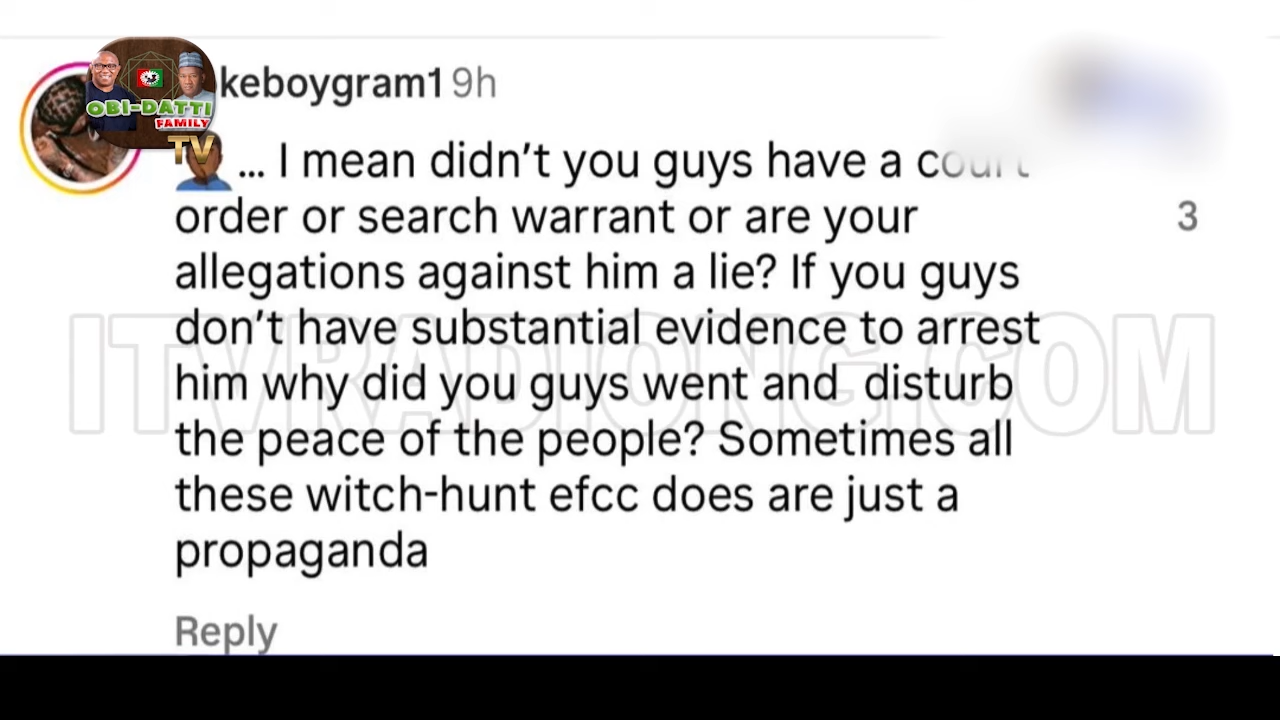 OBI-DATTI
FAMILY
TV
keboygram1 9h
... I mean didn't you guys have a court
order or search warrant or are your
3
allegations against him a lie? If you guys
don't have substantial evidence to arrest
him why did you guys went and disturb
the peace of the people? Sometimes all
these witch-hunt efcc does are just a
propaganda
Reply
ITVRADIONG.COM